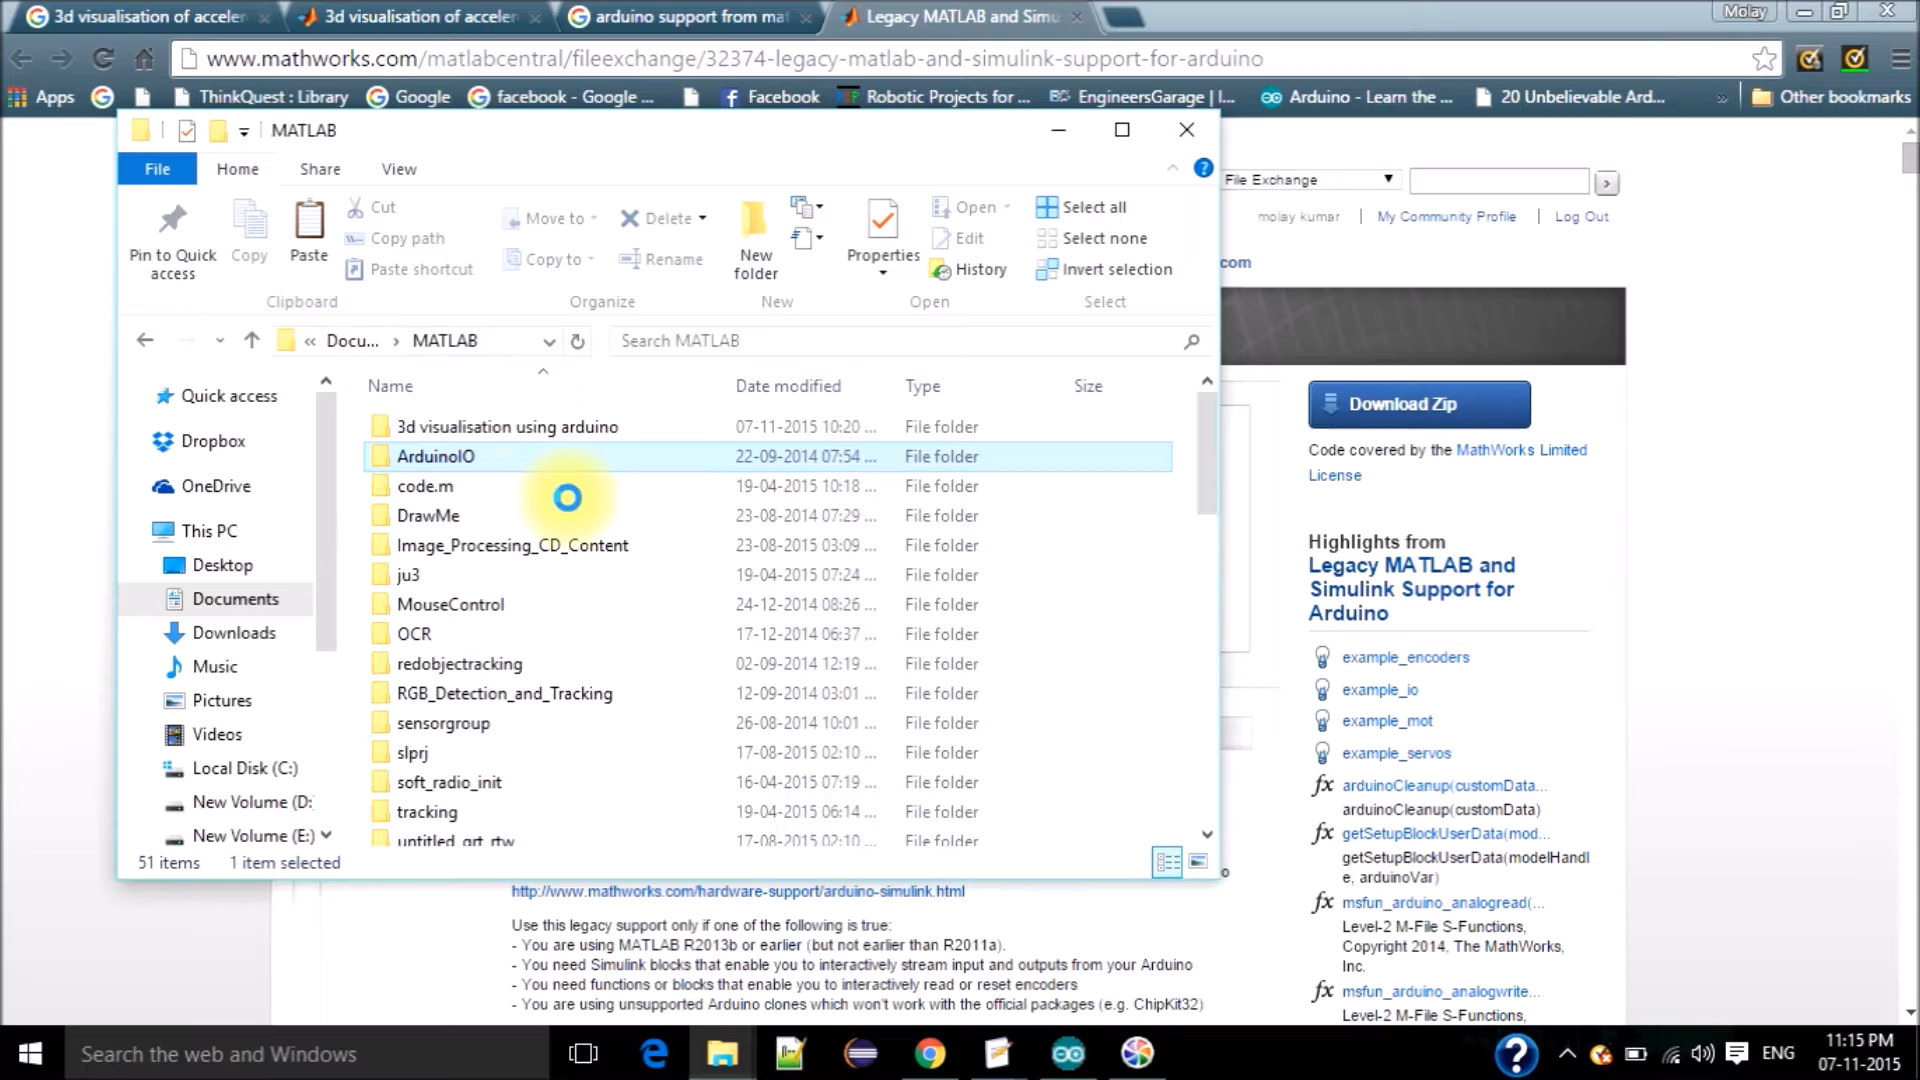 3d visualisation of acceler
3d visualisation of acceler
arduino support from mat
Legacy MATLAB and Simu
Molay
www.mathworks.com/matlabcentral/fileexchange/32374-legacy-matlab-and-simulink-support-for-arduino
Apps
ThinkQuest : Library
Google
facebook - Google ...
Facebook
Robotic Projects for ...
EngineersGarage | I...
Arduino - Learn the ...
20 Unbelievable Ard...
»
Other bookmarks
MATLAB
File
Home
Share
View
Pin to Quick access
Copy
Paste
Cut
Copy path
Paste shortcut
Move to
Copy to
Delete
Rename
New folder
Properties
Open
Edit
History
Select all
Select none
Invert selection
Clipboard
Organize
New
Open
Select
« Docu... › MATLAB
Search MATLAB
Quick access
Dropbox
OneDrive
This PC
Desktop
Documents
Downloads
Music
Pictures
Videos
Local Disk (C:)
New Volume (D:
New Volume (E:)
Name Date modified Type Size
3d visualisation using arduino 07-11-2015 10:20 ... File folder
ArduinoIO 22-09-2014 07:54 ... File folder
code.m 19-04-2015 10:18 ... File folder
DrawMe 23-08-2014 07:29 ... File folder
Image_Processing_CD_Content 23-08-2015 03:09 ... File folder
ju3 19-04-2015 07:24 ... File folder
MouseControl 24-12-2014 08:26 ... File folder
OCR 17-12-2014 06:37 ... File folder
redobjectracking 02-09-2014 12:19 ... File folder
RGB_Detection_and_Tracking 12-09-2014 03:01 ... File folder
sensorgroup 26-08-2014 10:01 ... File folder
slprj 17-08-2015 02:10 ... File folder
soft_radio_init 16-04-2015 07:19 ... File folder
tracking 19-04-2015 06:14 ... File folder
untitled_grt_rtw 17-08-2015 02:10 ... File folder
51 items 1 item selected
File Exchange
molay kumar | My Community Profile | Log Out
com
Download Zip
Code covered by the MathWorks Limited
License
Highlights from
Legacy MATLAB and
Simulink Support for
Arduino
example_encoders
example_io
example_mot
example_servos
fx arduinoCleanup(customData...
arduinoCleanup(customData)
fx getSetupBlockUserData(mod...
getSetupBlockUserData(modelHandl
e, arduinoVar)
fx msfun_arduino_analogread(...
Level-2 M-File S-Functions,
Copyright 2014, The MathWorks,
Inc.
fx msfun_arduino_analogwrite...
Level-2 M-File S-Functions,
o
http://www.mathworks.com/hardware-support/arduino-simulink.html
Use this legacy support only if one of the following is true:
- You are using MATLAB R2013b or earlier (but not earlier than R2011a).
- You need Simulink blocks that enable you to interactively stream input and outputs from your Arduino
- You need functions or blocks that enable you to interactively read or reset encoders
- You are using unsupported Arduino clones which won't work with the official packages (e.g. ChipKit32)
Search the web and Windows
ENG
11:15 PM
07-11-2015